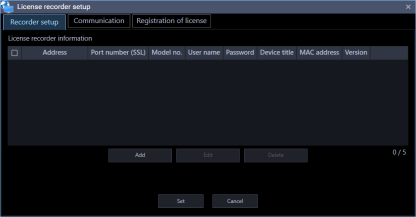 License recorder setup
Recorder setup Communication Registration of license
License recorder information
Address Port number (SSL) Model no. User name Password Device title MAC address Version
Add Edit Delete 0 / 5
Set Cancel